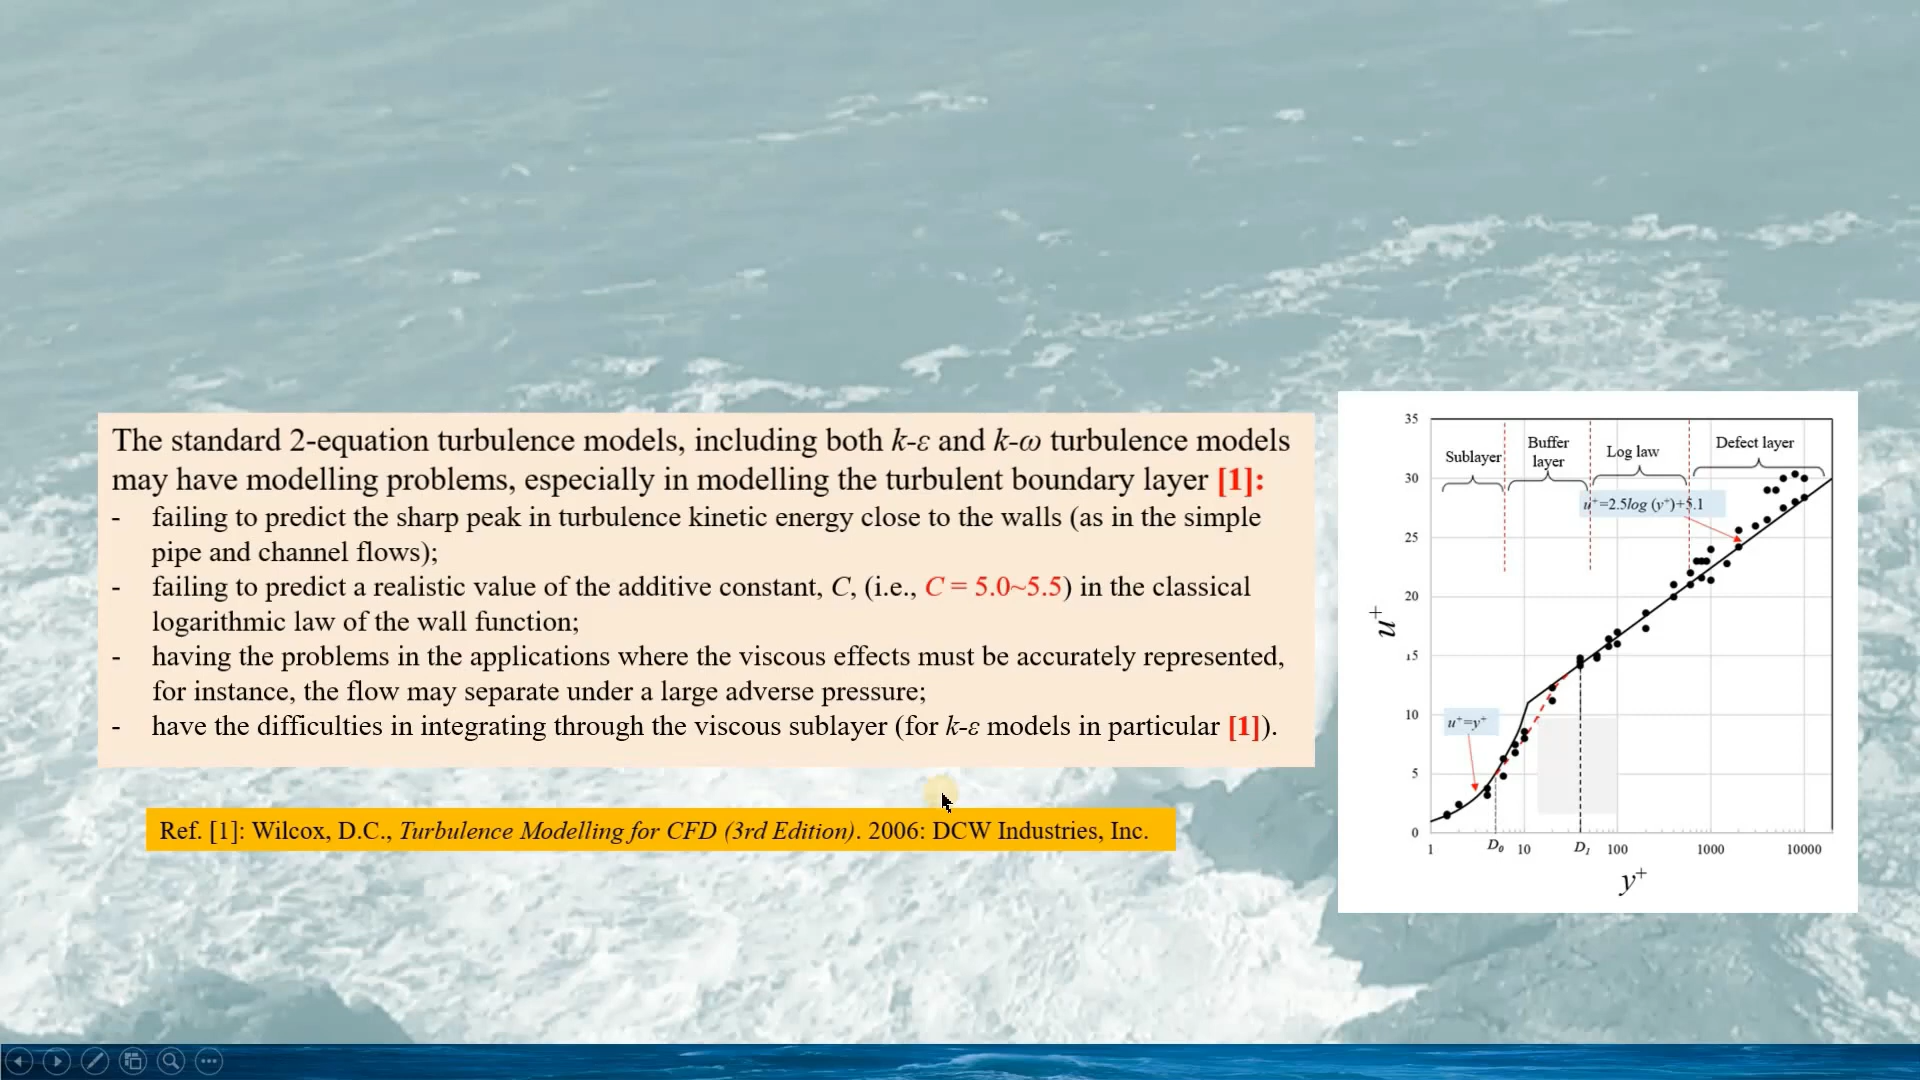 The standard 2-equation turbulence models, including both k-ε and k-ω turbulence models
may have modelling problems, especially in modelling the turbulent boundary layer [1]:
- failing to predict the sharp peak in turbulence kinetic energy close to the walls (as in the simple
pipe and channel flows);
- failing to predict a realistic value of the additive constant, C, (i.e., C = 5.0~5.5) in the classical
logarithmic law of the wall function;
- having the problems in the applications where the viscous effects must be accurately represented,
for instance, the flow may separate under a large adverse pressure;
- have the difficulties in integrating through the viscous sublayer (for k-ε models in particular [1]).
Ref. [1]: Wilcox, D.C., Turbulence Modelling for CFD (3rd Edition). 2006: DCW Industries, Inc.
35
30
25
20
15
10
5
0
u⁺
Sublayer
Buffer
layer
Log law
Defect layer
u⁺=2.5log (y⁺)+5.1
u⁺=y⁺
1 D₀ 10 D₁ 100 1000 10000
y⁺